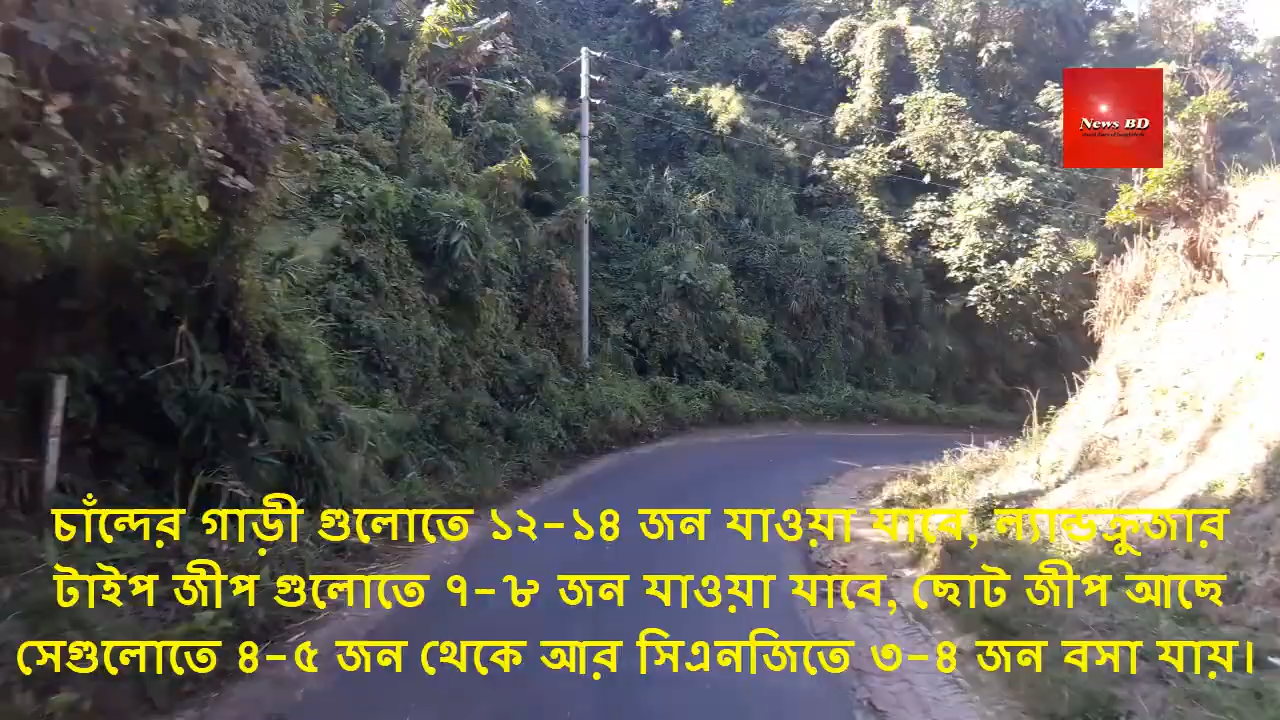 News BD
চাঁন্দের গাড়ী গুলোতে ১২-১৪ জন যাওয়া যাবে, ল্যান্ডক্রুজার
টাইপ জীপ গুলোতে ৭-৮ জন যাওয়া যাবে, ছোট জীপ আছে
সেগুলোতে ৪-৫ জন থেকে আর সিএনজিতে ৩-৪ জন বসা যায়।